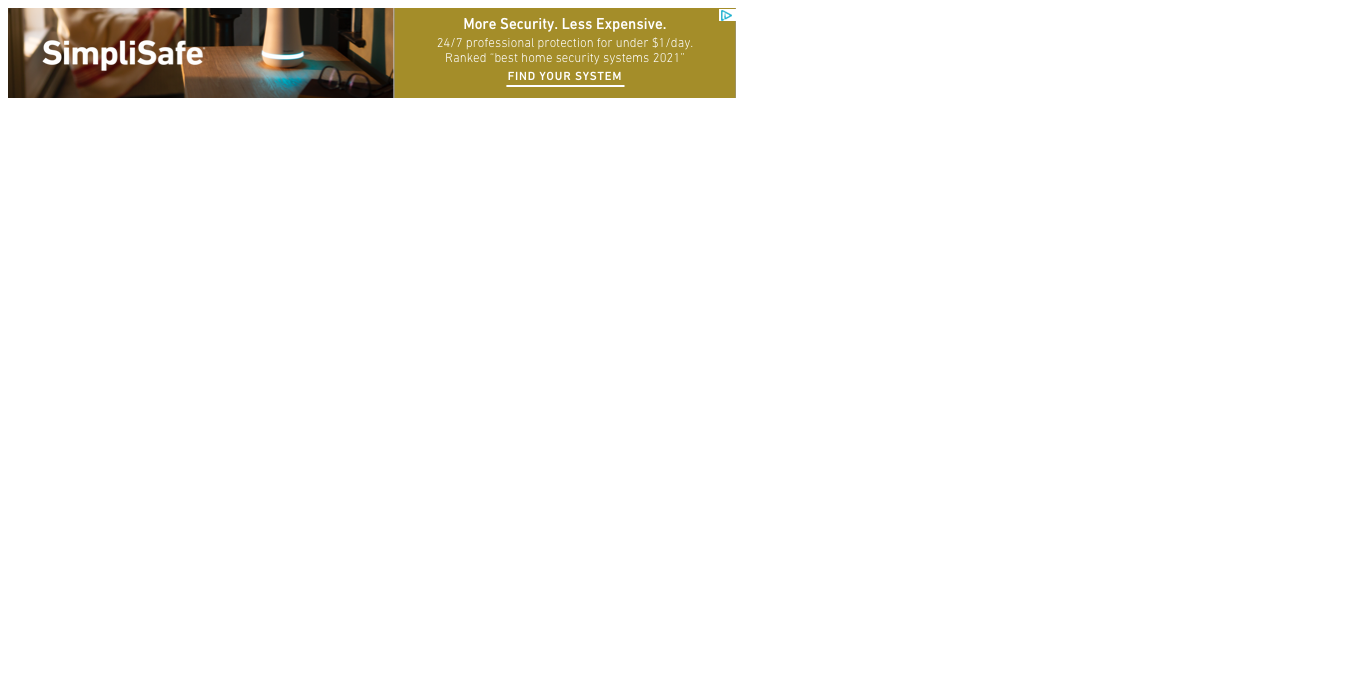 SimpliSafe
More Security. Less Expensive.
24/7 professional protection for under $1/day.
Ranked "best home security systems 2021"
FIND YOUR SYSTEM